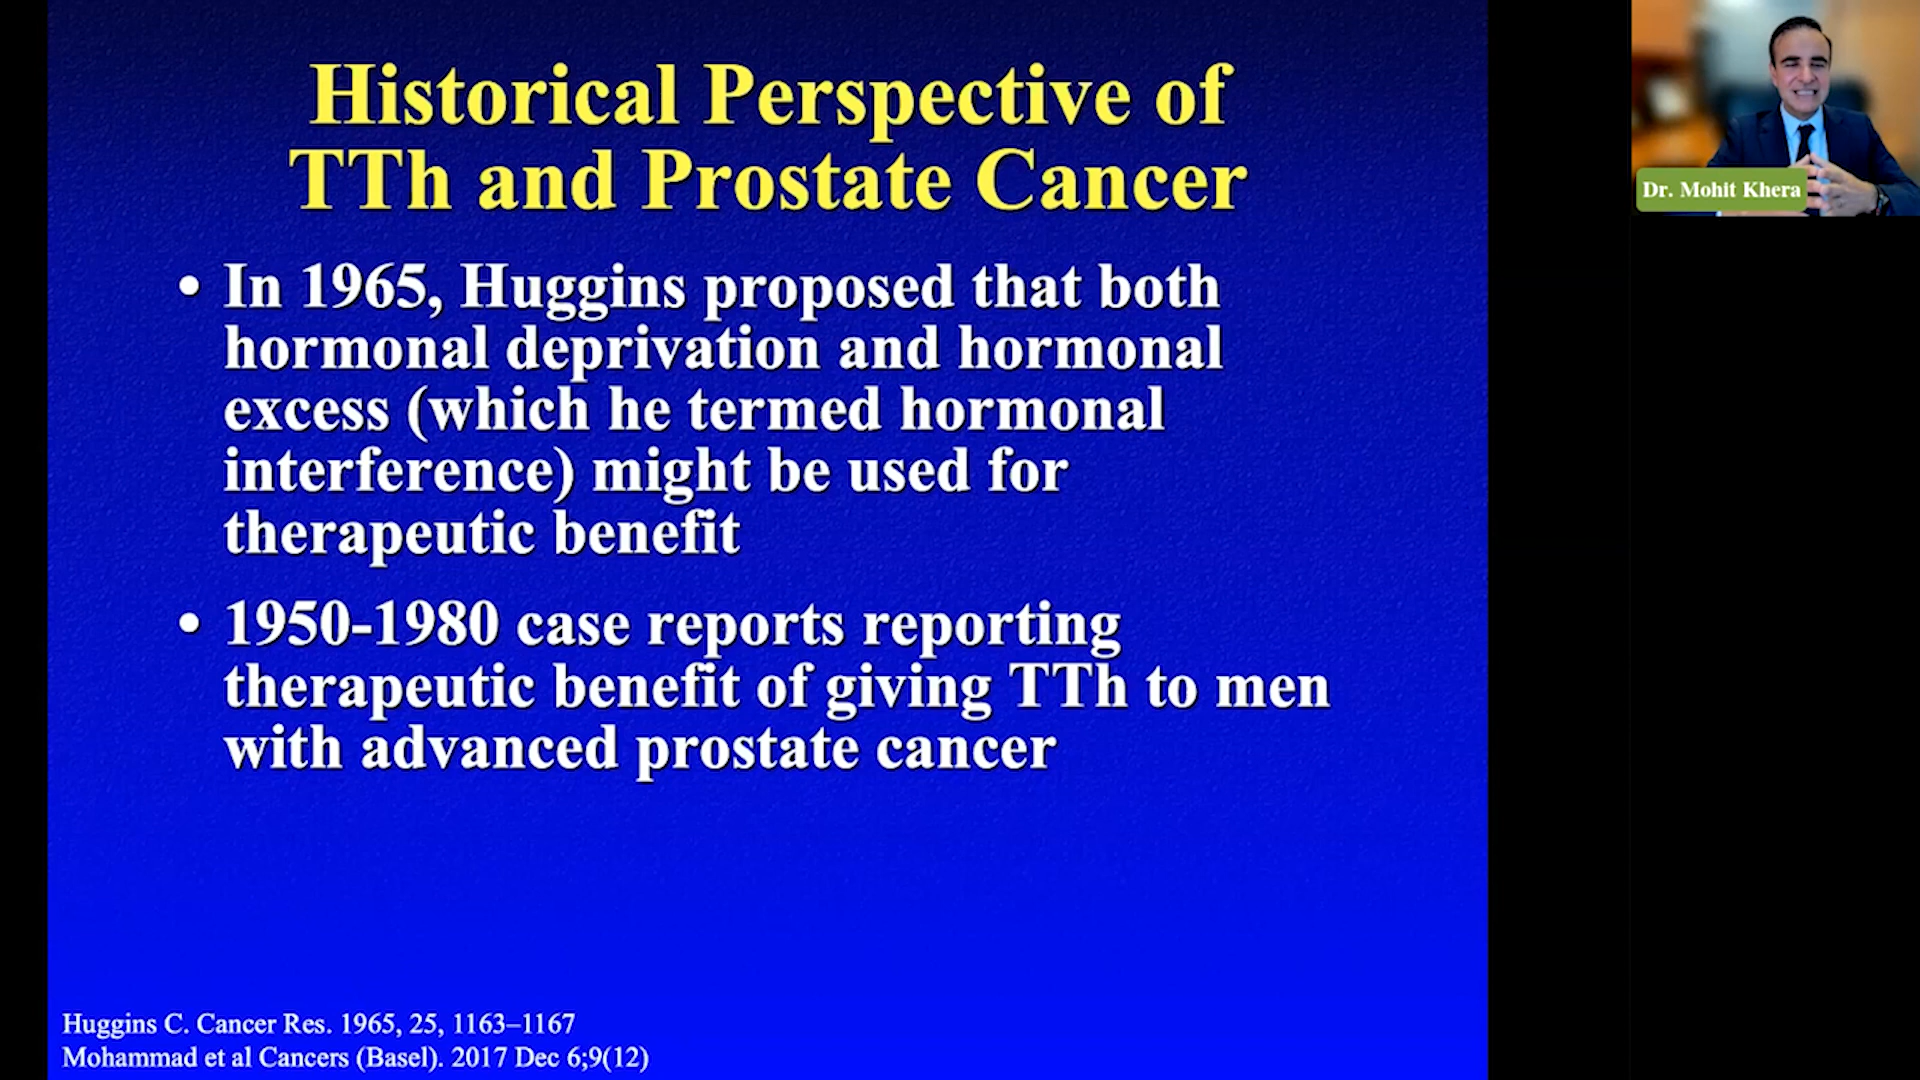 Historical Perspective of
TTh and Prostate Cancer
• In 1965, Huggins proposed that both
hormonal deprivation and hormonal
excess (which he termed hormonal
interference) might be used for
therapeutic benefit
• 1950-1980 case reports reporting
therapeutic benefit of giving TTh to men
with advanced prostate cancer
Huggins C. Cancer Res. 1965, 25, 1163–1167
Mohammad et al Cancers (Basel). 2017 Dec 6;9(12)
Dr. Mohit Khera